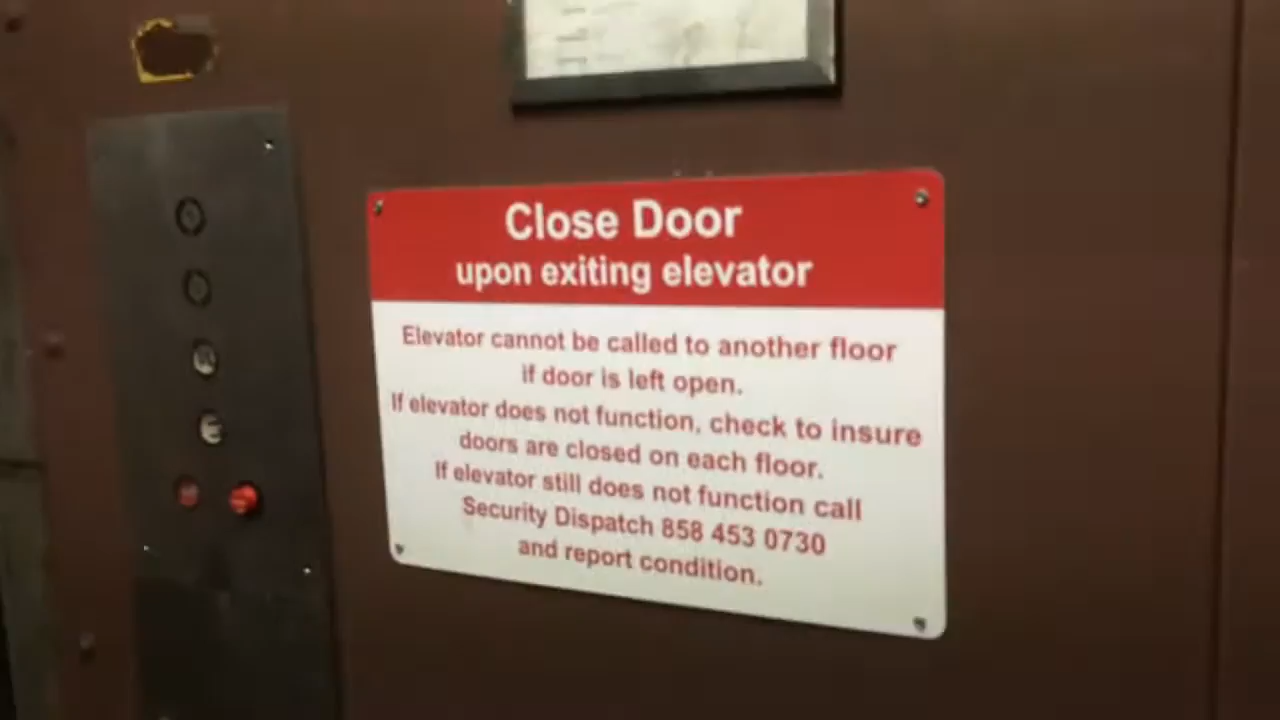 Close Door
upon exiting elevator
Elevator cannot be called to another floor
if door is left open.
If elevator does not function, check to insure
doors are closed on each floor.
If elevator still does not function call
Security Dispatch 858 453 0730
and report condition.